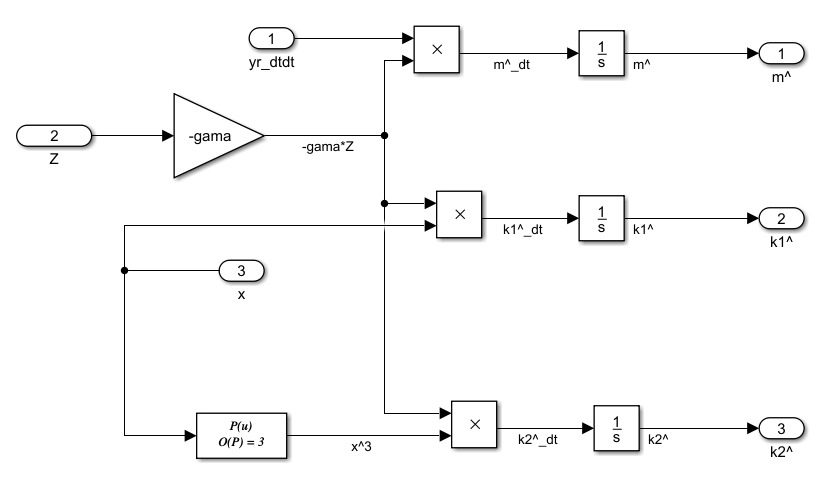 1
yr_dtdt
×
m^_dt
1
s
m^
1
m^
2
Z
-gama
-gama*Z
×
k1^_dt
1
s
k1^
2
k1^
3
x
P(u)
O(P) = 3
x^3
×
k2^_dt
1
s
k2^
3
k2^